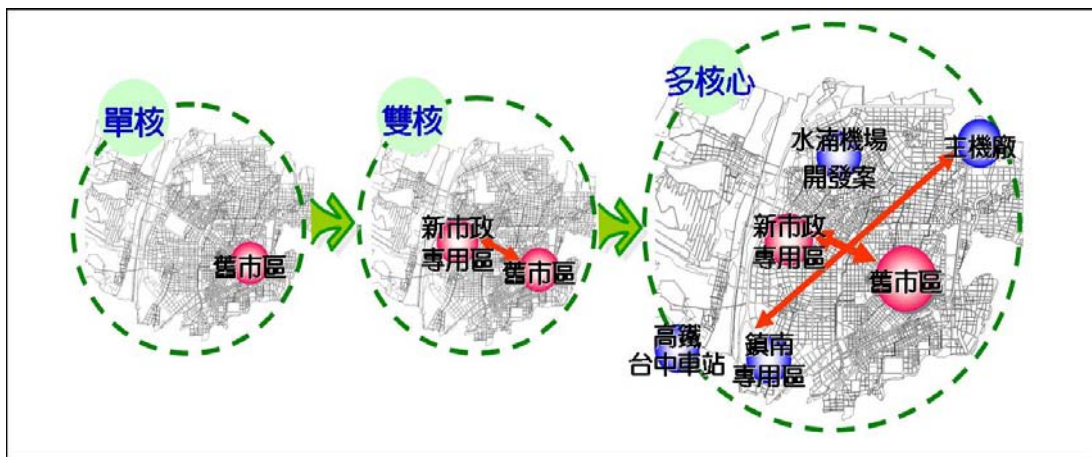 單核
舊市區
雙核
新市政
專用區
舊市區
多核心
水湳機場
開發案
主機廠
新市政
專用區
舊市區
高鐵
台中車站
鎮南
專用區